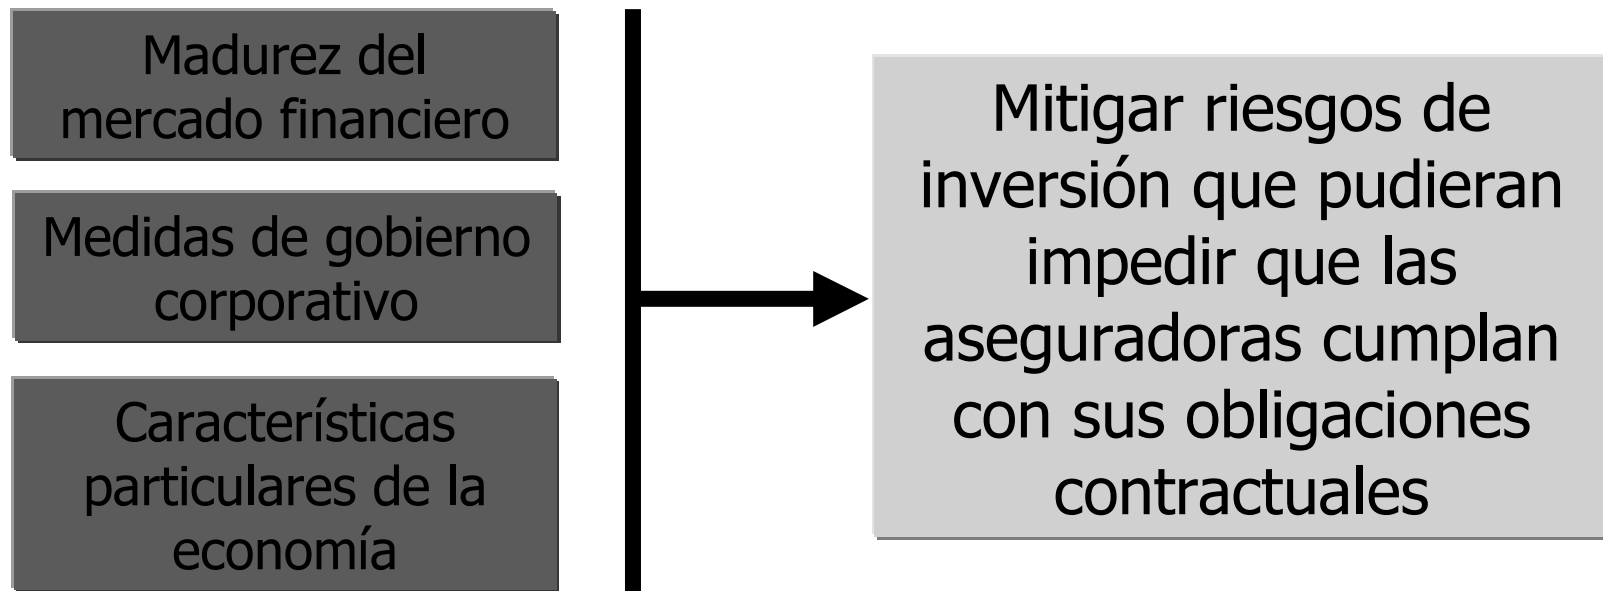 Madurez del
mercado financiero
Medidas de gobierno
corporativo
Características
particulares de la
economía
Mitigar riesgos de
inversión que pudieran
impedir que las
aseguradoras cumplan
con sus obligaciones
contractuales